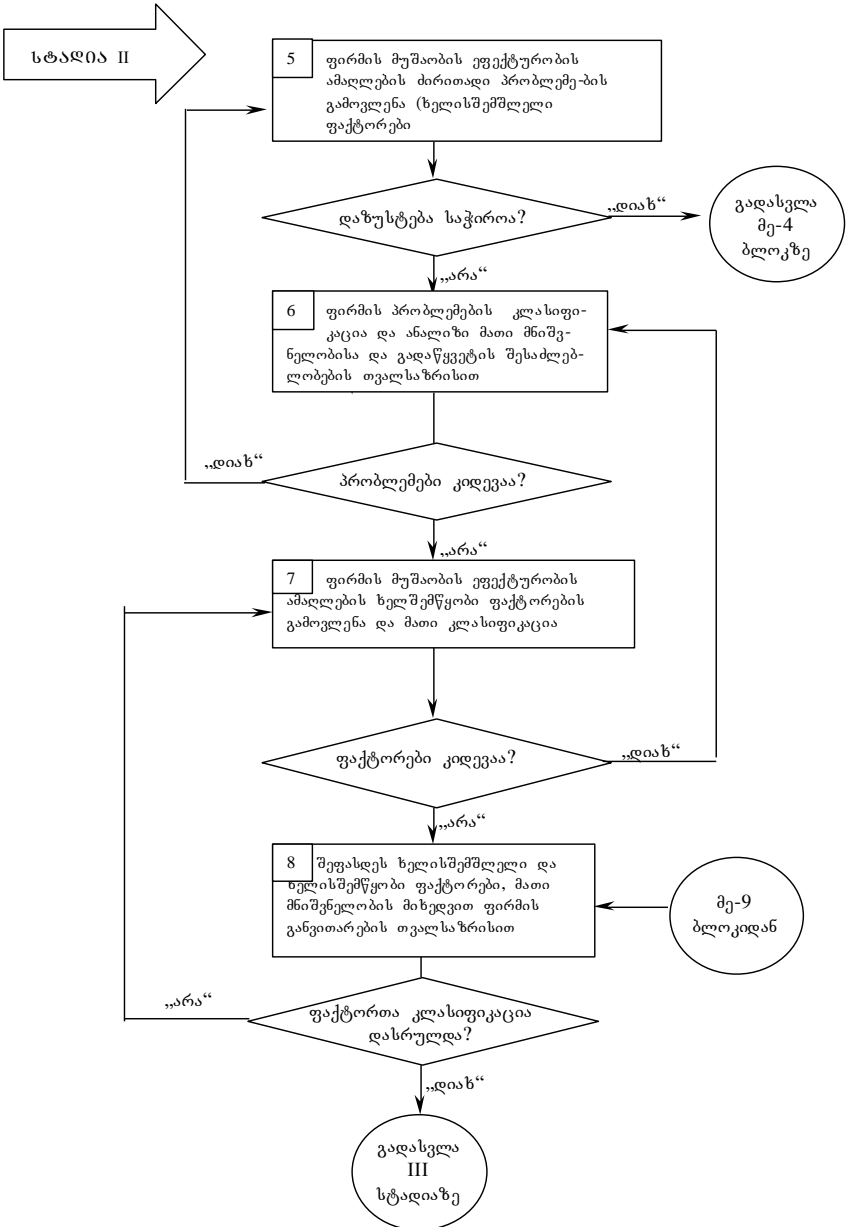 სტადია II
5 ფირმის მუშაობის ეფექტურობის
ამაღლების ძირითადი პრობლემე-ბის
გამოვლენა (ხელისშემშლელი
ფაქტორები
დაზუსტება საჭიროა?
„დიახ“
გადასვლა
მე-4
ბლოკზე
„არა“
6 ფირმის პრობლემების კლასიფი-
კაცია და ანალიზი მათი მნიშვ-
ნელობისა და გადაწყვეტის შესაძლებ-
ლობების თვალსაზრისით
„დიახ“
პრობლემები კიდევაა?
„არა“
7 ფირმის მუშაობის ეფექტურობის
ამაღლების ხელშემწყობი ფაქტორების
გამოვლენა და მათი კლასიფიკაცია
ფაქტორები კიდევაა?
„დიახ“
„არა“
8 შეფასდეს ხელისშემშლელი და
ხელისშემწყობი ფაქტორები, მათი
მნიშვნელობის მიხედვით ფირმის
განვითარების თვალსაზრისით
მე-9
ბლოკიდან
„არა“
ფაქტორთა კლასიფიკაცია
დასრულდა?
„დიახ“
გადასვლა
III
სტადიაზე